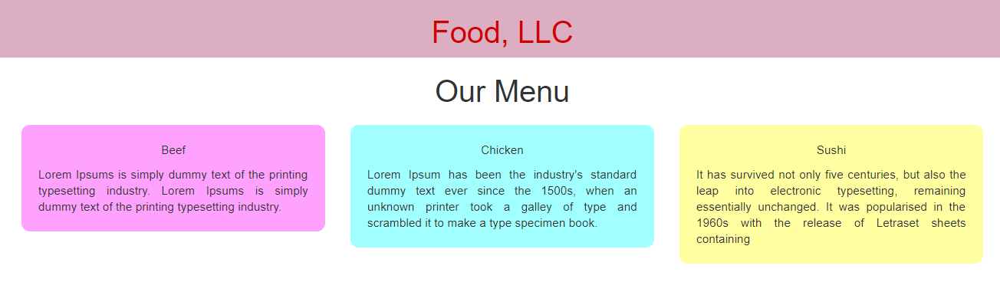 Food, LLC
Our Menu
Beef
Lorem Ipsums is simply dummy text of the printing
typesetting industry. Lorem Ipsums is simply
dummy text of the printing typesetting industry.
Chicken
Lorem Ipsum has been the industry's standard
dummy text ever since the 1500s, when an
unknown printer took a galley of type and
scrambled it to make a type specimen book.
Sushi
It has survived not only five centuries, but also the
leap into electronic typesetting, remaining
essentially unchanged. It was popularised in the
1960s with the release of Letraset sheets
containing